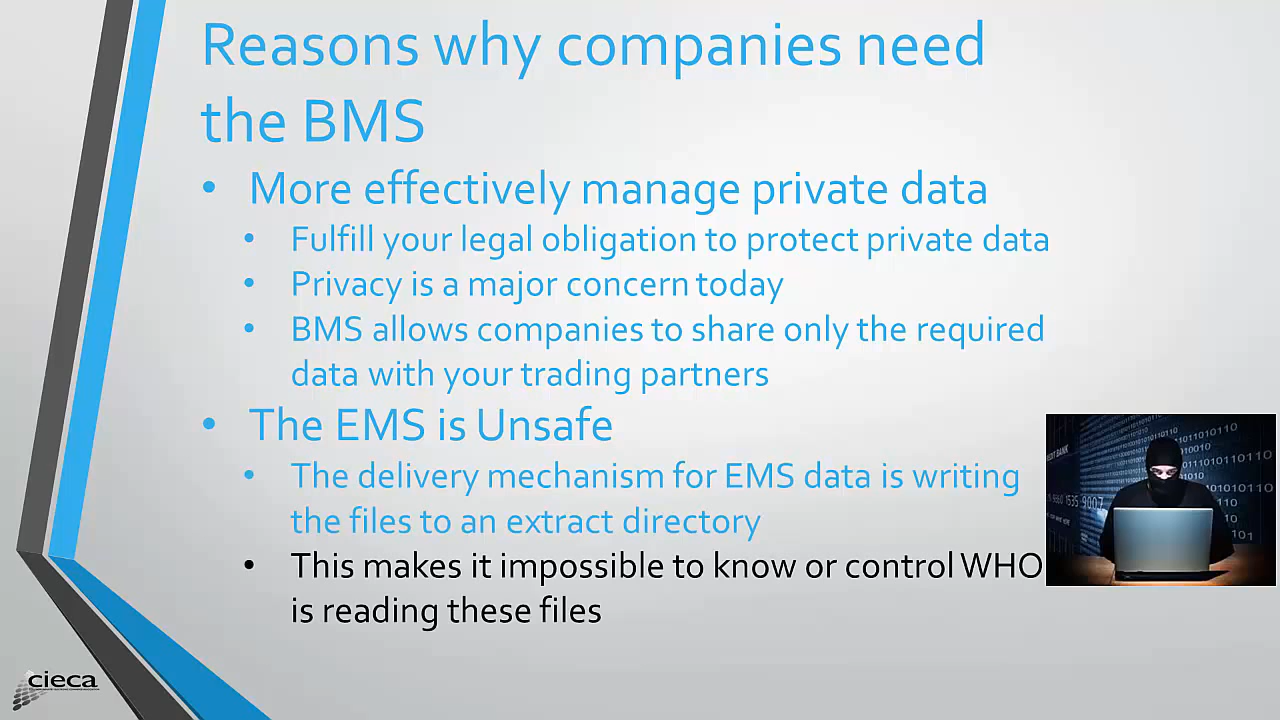 Reasons why companies need
the BMS
• More effectively manage private data
• Fulfill your legal obligation to protect private data
• Privacy is a major concern today
• BMS allows companies to share only the required
data with your trading partners
• The EMS is Unsafe
• The delivery mechanism for EMS data is writing
the files to an extract directory
• This makes it impossible to know or control WHO
is reading these files
cieca